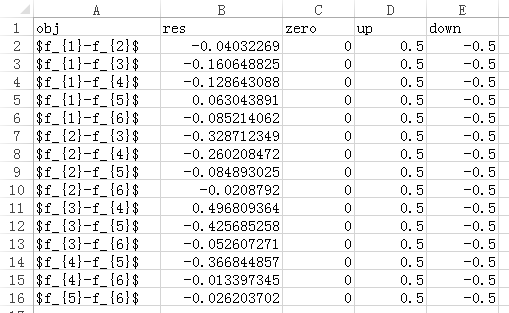 A B C D E
1 obj res zero up down
2 $f_{1}-f_{2}$ -0.04032269 0 0.5 -0.5
3 $f_{1}-f_{3}$ -0.160648825 0 0.5 -0.5
4 $f_{1}-f_{4}$ -0.128643088 0 0.5 -0.5
5 $f_{1}-f_{5}$ 0.063043891 0 0.5 -0.5
6 $f_{1}-f_{6}$ -0.085214062 0 0.5 -0.5
7 $f_{2}-f_{3}$ -0.328712349 0 0.5 -0.5
8 $f_{2}-f_{4}$ -0.260208472 0 0.5 -0.5
9 $f_{2}-f_{5}$ -0.084893025 0 0.5 -0.5
10 $f_{2}-f_{6}$ -0.0208792 0 0.5 -0.5
11 $f_{3}-f_{4}$ 0.496809364 0 0.5 -0.5
12 $f_{3}-f_{5}$ -0.425685258 0 0.5 -0.5
13 $f_{3}-f_{6}$ -0.052607271 0 0.5 -0.5
14 $f_{4}-f_{5}$ -0.366844857 0 0.5 -0.5
15 $f_{4}-f_{6}$ -0.013397345 0 0.5 -0.5
16 $f_{5}-f_{6}$ -0.026203702 0 0.5 -0.5